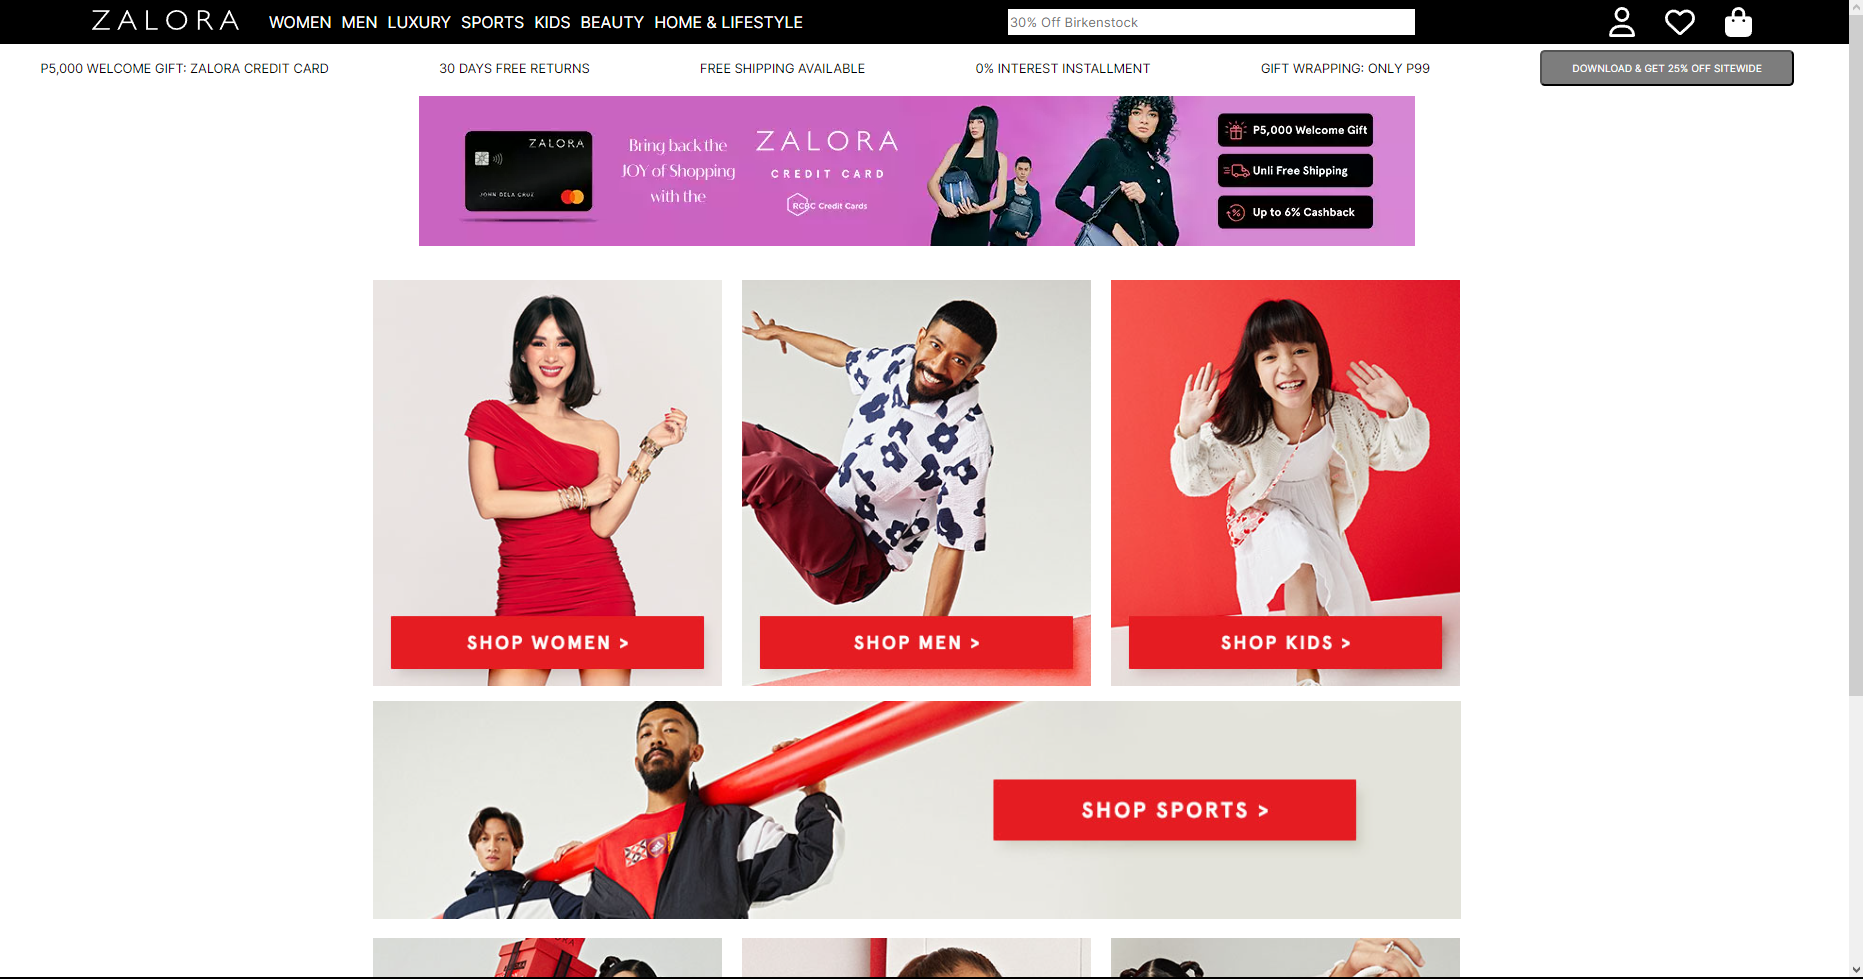 ZALORA WOMEN MEN LUXURY SPORTS KIDS BEAUTY HOME & LIFESTYLE 30% Off Birkenstock
P5,000 WELCOME GIFT: ZALORA CREDIT CARD 30 DAYS FREE RETURNS FREE SHIPPING AVAILABLE 0% INTEREST INSTALLMENT GIFT WRAPPING: ONLY P99 DOWNLOAD & GET 25% OFF SITEWIDE
ZALORA
JOHN DELA CRUZ
Bring back the
JOY of Shopping
with the
ZALORA
CREDIT CARD
RCBC Credit Cards
P5,000 Welcome Gift
Unli Free Shipping
Up to 6% Cashback
SHOP WOMEN >
SHOP MEN >
SHOP KIDS >
SHOP SPORTS >